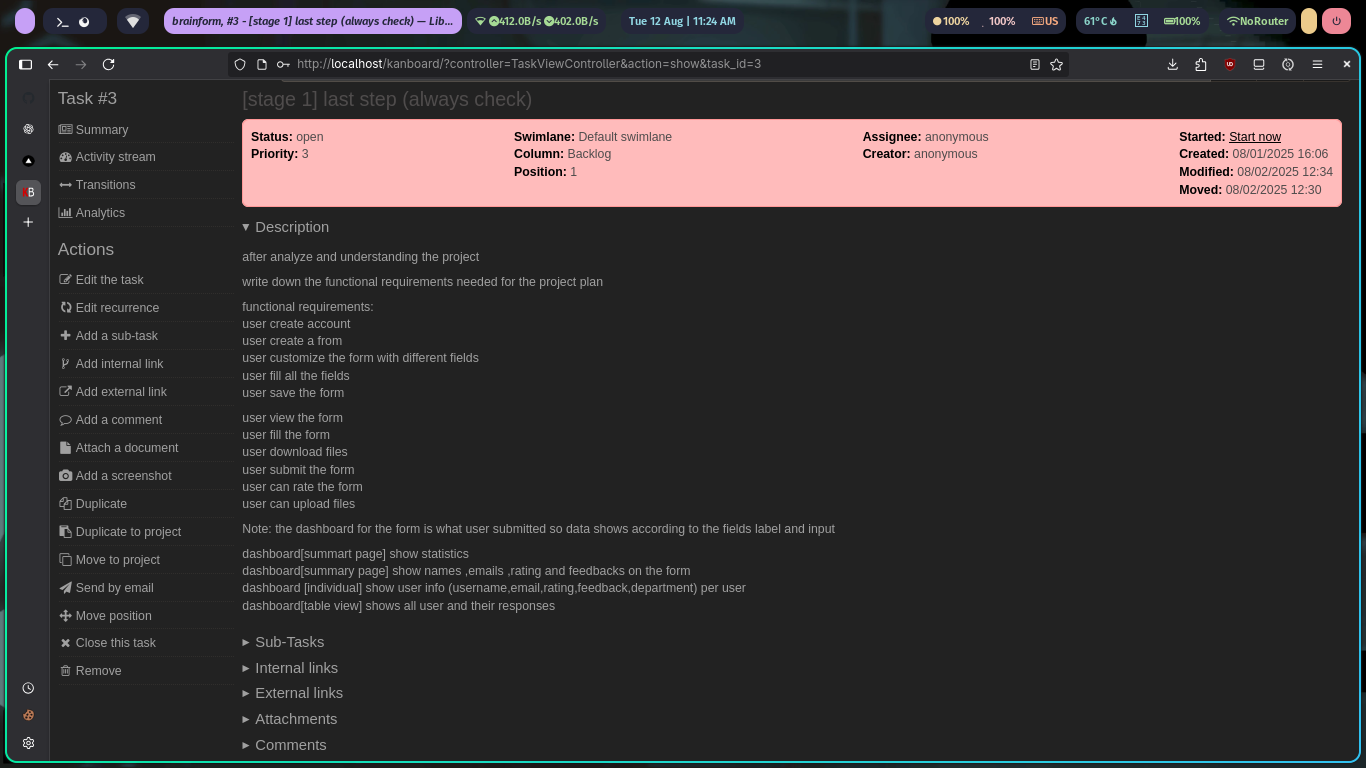 brainform, #3 - [stage 1] last step (always check) — Lib...
412.0B/s 402.0B/s
Tue 12 Aug | 11:24 AM
100% 100% US
61°C 100% NoRouter
http://localhost/kanboard/?controller=TaskViewController&action=show&task_id=3
KB
Task #3
Summary
Activity stream
Transitions
Analytics
Actions
Edit the task
Edit recurrence
Add a sub-task
Add internal link
Add external link
Add a comment
Attach a document
Add a screenshot
Duplicate
Duplicate to project
Move to project
Send by email
Move position
Close this task
Remove
[stage 1] last step (always check)
Status: open
Priority: 3
Swimlane: Default swimlane
Column: Backlog
Position: 1
Assignee: anonymous
Creator: anonymous
Started: Start now
Created: 08/01/2025 16:06
Modified: 08/02/2025 12:34
Moved: 08/02/2025 12:30
Description
after analyze and understanding the project
write down the functional requirements needed for the project plan
functional requirements:
user create account
user create a from
user customize the form with different fields
user fill all the fields
user save the form
user view the form
user fill the form
user download files
user submit the form
user can rate the form
user can upload files
Note: the dashboard for the form is what user submitted so data shows according to the fields label and input
dashboard[summart page] show statistics
dashboard[summary page] show names ,emails ,rating and feedbacks on the form
dashboard [individual] show user info (username,email,rating,feedback,department) per user
dashboard[table view] shows all user and their responses
Sub-Tasks
Internal links
External links
Attachments
Comments